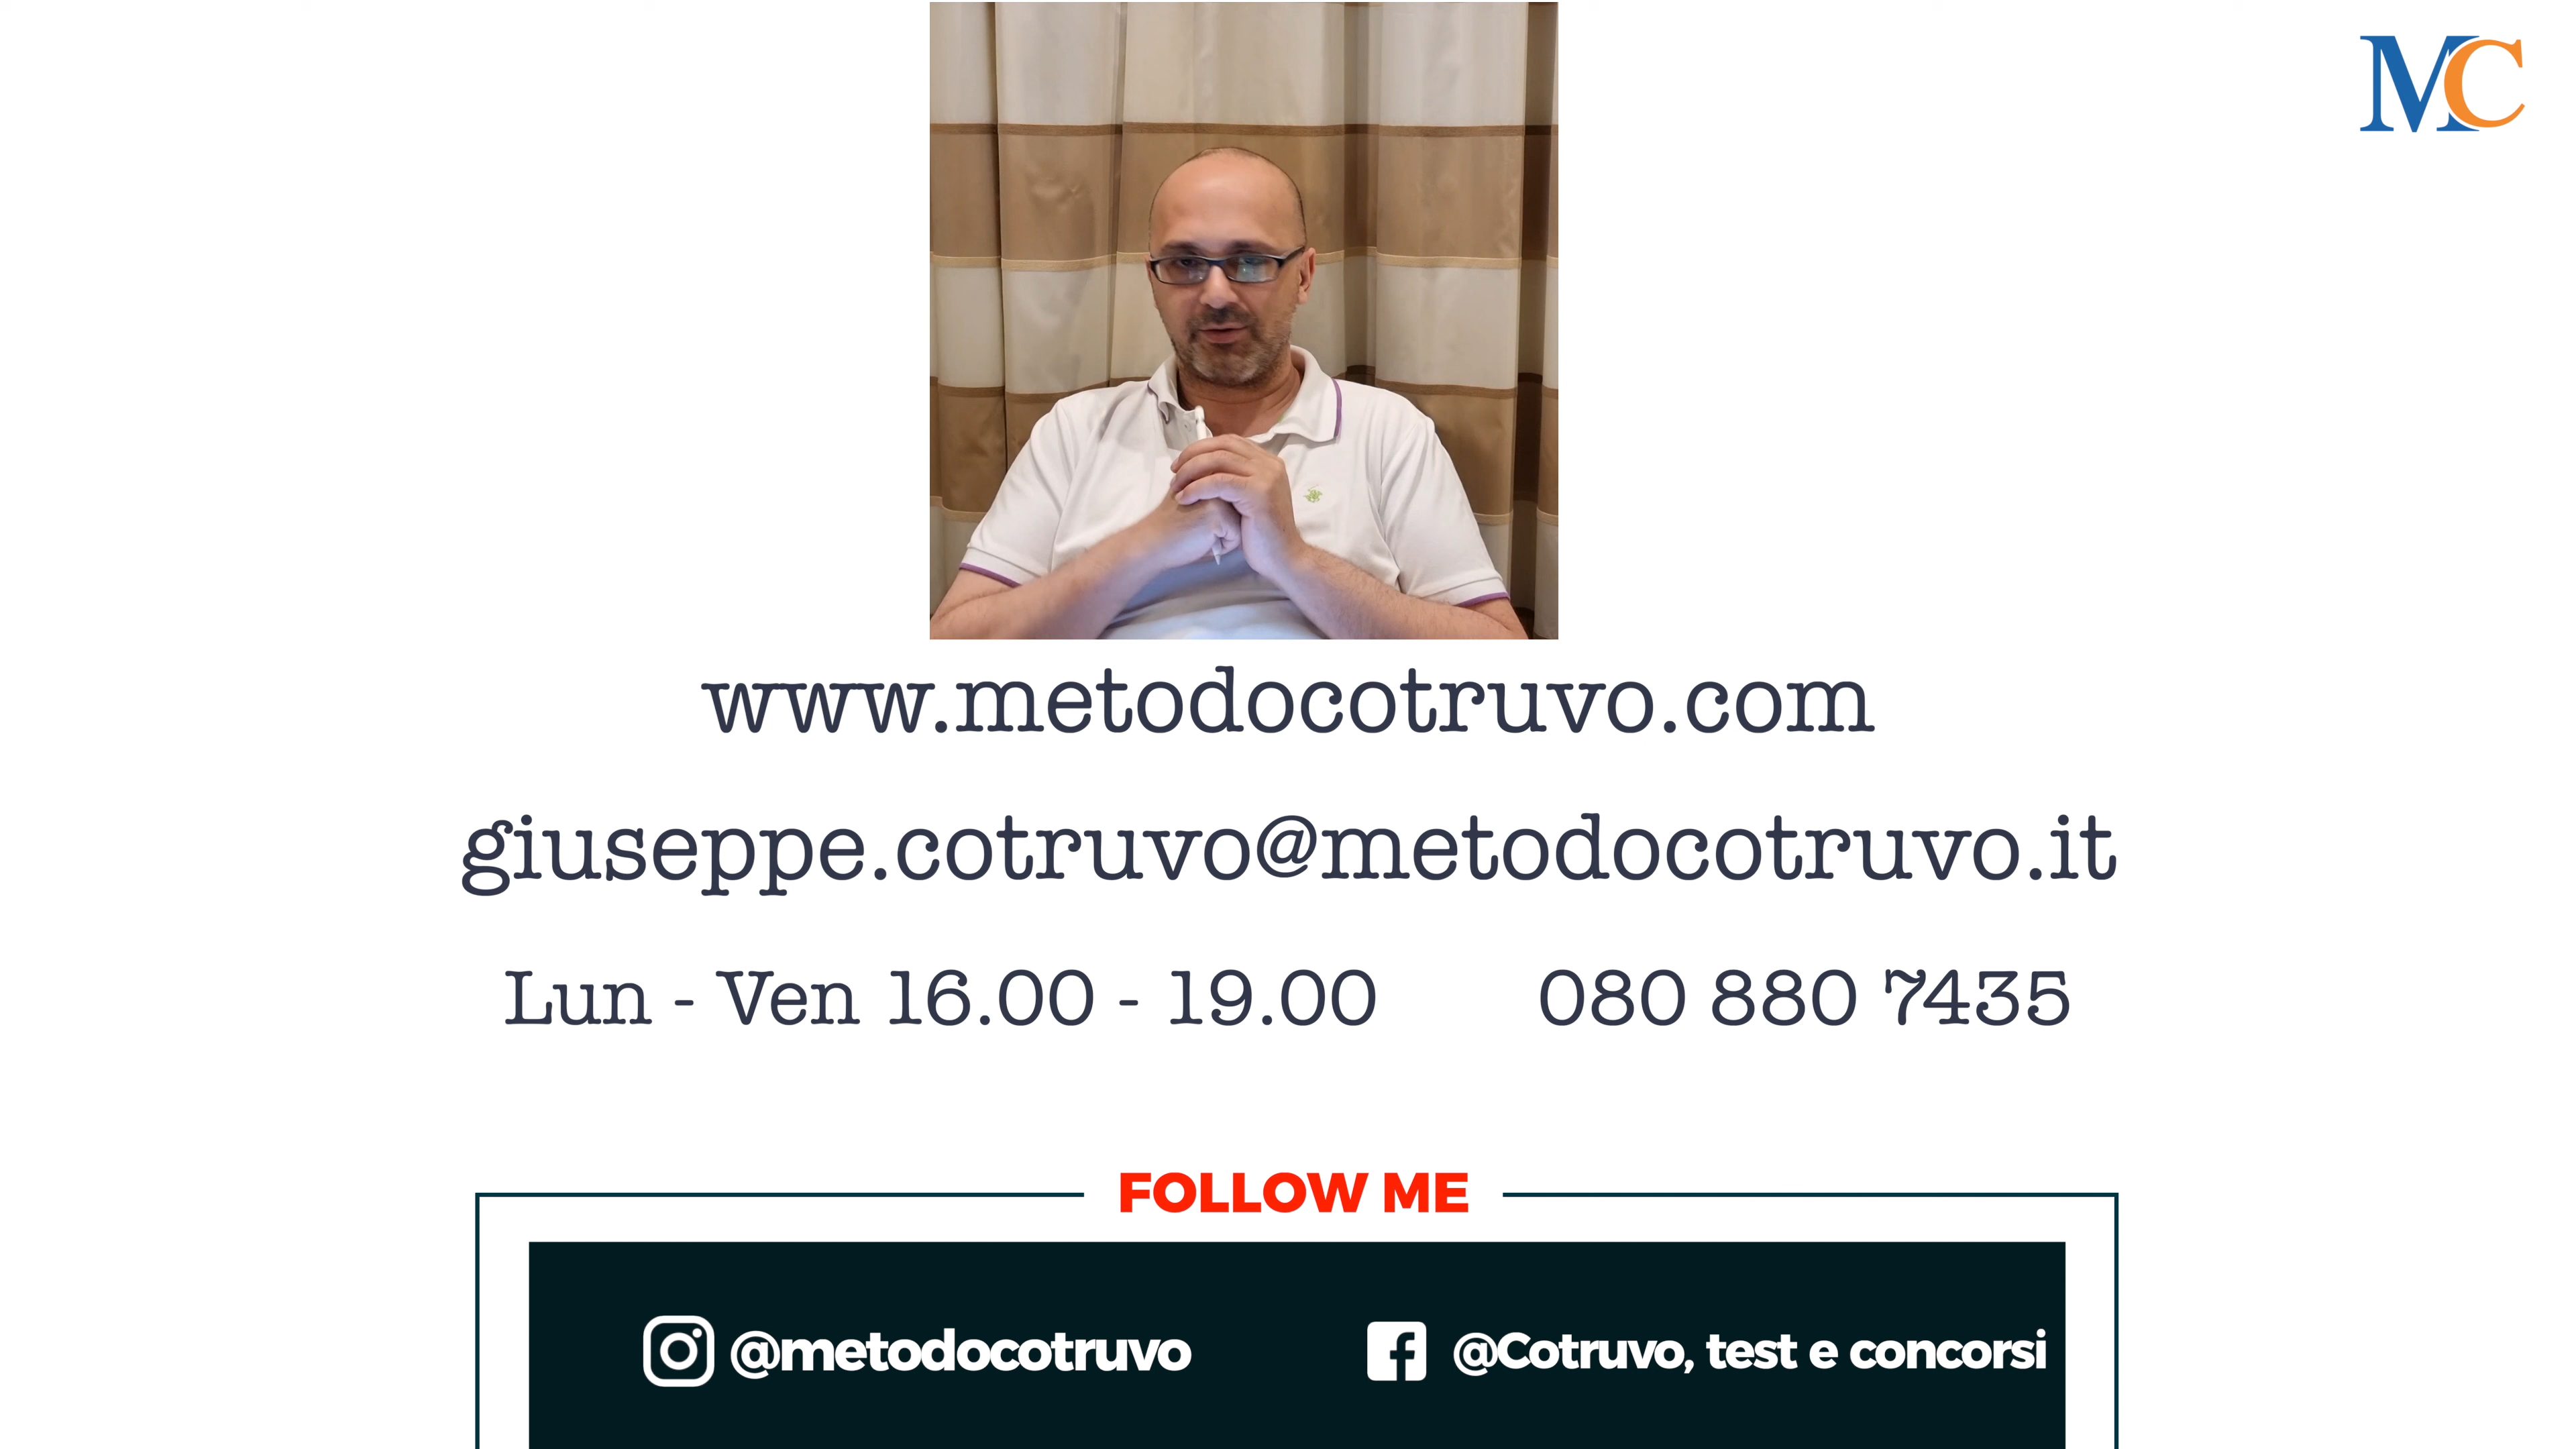 MC
www.metodocotruvo.com
giuseppe.cotruvo@metodocotruvo.it
Lun - Ven 16.00 - 19.00 080 880 7435
FOLLOW ME
@metodocotruvo @Cotruvo, test e concorsi